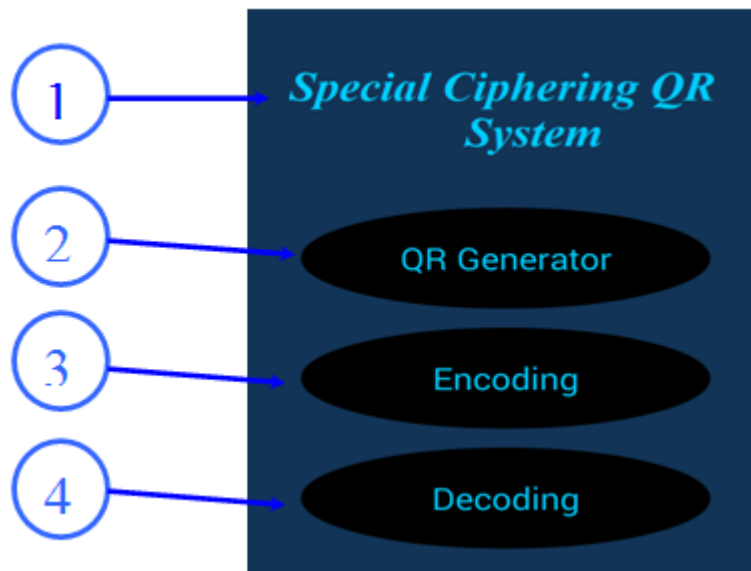 1
Special Ciphering QR
System
2
QR Generator
3
Encoding
4
Decoding